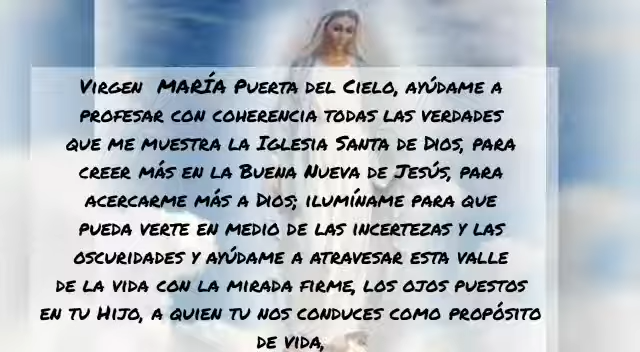 Virgen MARÍA Puerta del Cielo, ayúdame a
profesar con coherencia todas las verdades
que me muestra la Iglesia Santa de Dios, para
creer más en la Buena Nueva de Jesús, para
acercarme más a Dios; ilumíname para que
pueda verte en medio de las incertezas y las
oscuridades y ayúdame a atravesar esta valle
de la vida con la mirada firme, los ojos puestos
en tu Hijo, a quien tu nos conduces como propósito
de vida,